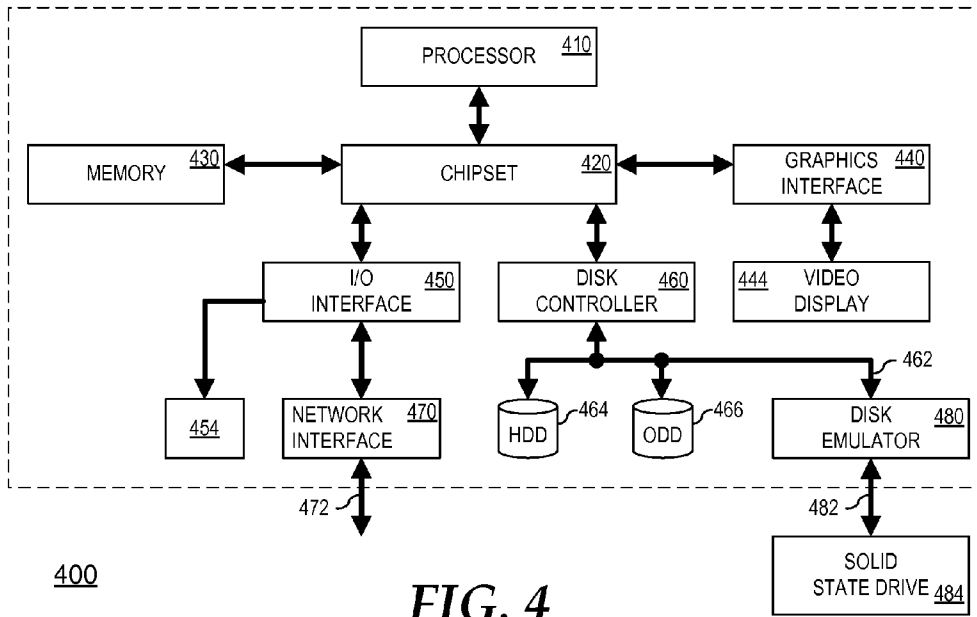 PROCESSOR 410
MEMORY 430
CHIPSET 420
GRAPHICS INTERFACE 440
I/O INTERFACE 450
DISK CONTROLLER 460
444 VIDEO DISPLAY
462
454
NETWORK INTERFACE 470
HDD 464
ODD 466
DISK EMULATOR 480
472
482
SOLID STATE DRIVE 484
400
FIG. 4